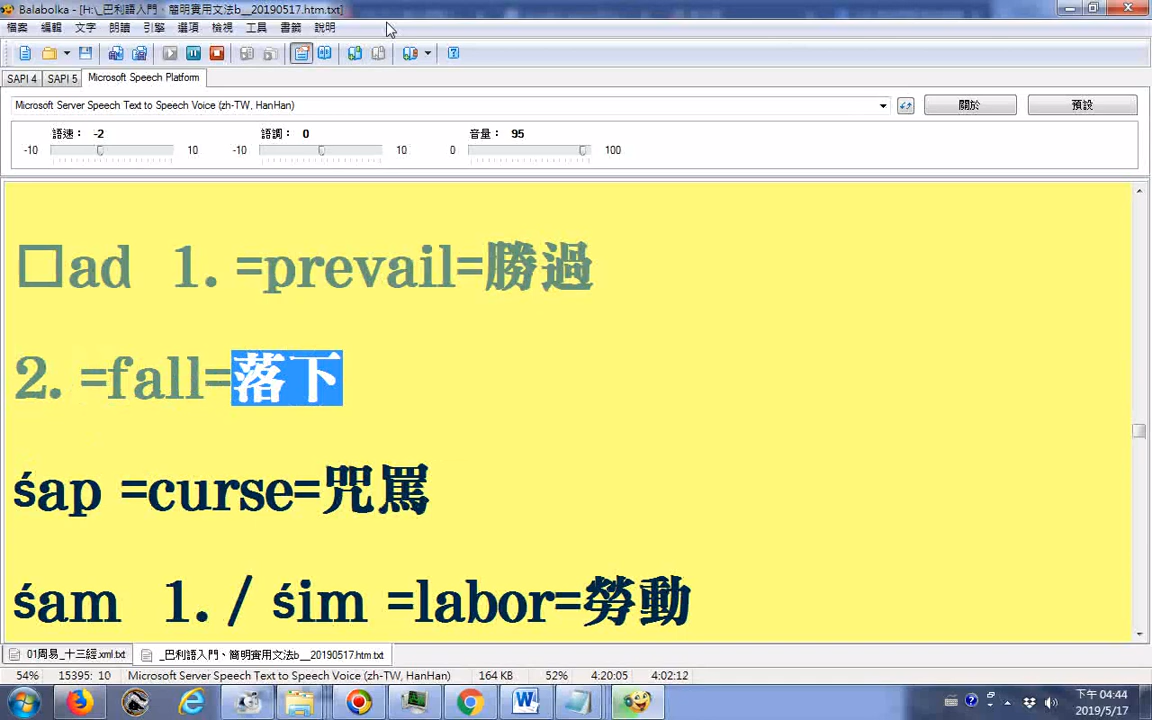 Balabolka - [H:\_巴利語入門、簡明實用文法b__20190517.htm.txt]
檔案 編輯 文字 朗讀 引擎 選項 檢視 工具 書籤 說明
SAPI 4 SAPI 5 Microsoft Speech Platform
Microsoft Server Speech Text to Speech Voice (zh-TW, HanHan) 關於 預設
語速： -2 語調： 0 音量： 95
-10 10 -10 10 0 100
□ad 1. =prevail=勝過
2. =fall=落下
śap =curse=咒罵
śam 1. / śim =labor=勞動
01周易_十三經.xml.txt _巴利語入門、簡明實用文法b__20190517.htm.txt
54% 15395: 10 Microsoft Server Speech Text to Speech Voice (zh-TW, HanHan) 164 KB 52% 4:20:05 4:02:12
下午 04:44
2019/5/17